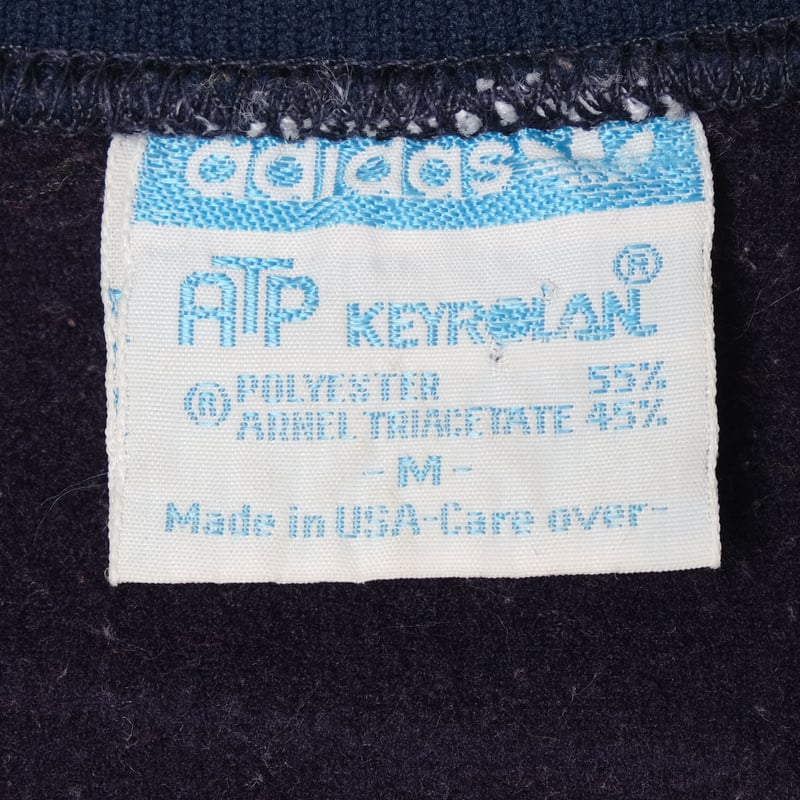 adidas
ATP KEYROLAN ®
POLYESTER 55%
® ARNEL TRIACETATE 45%
- M -
Made in USA-Care over-